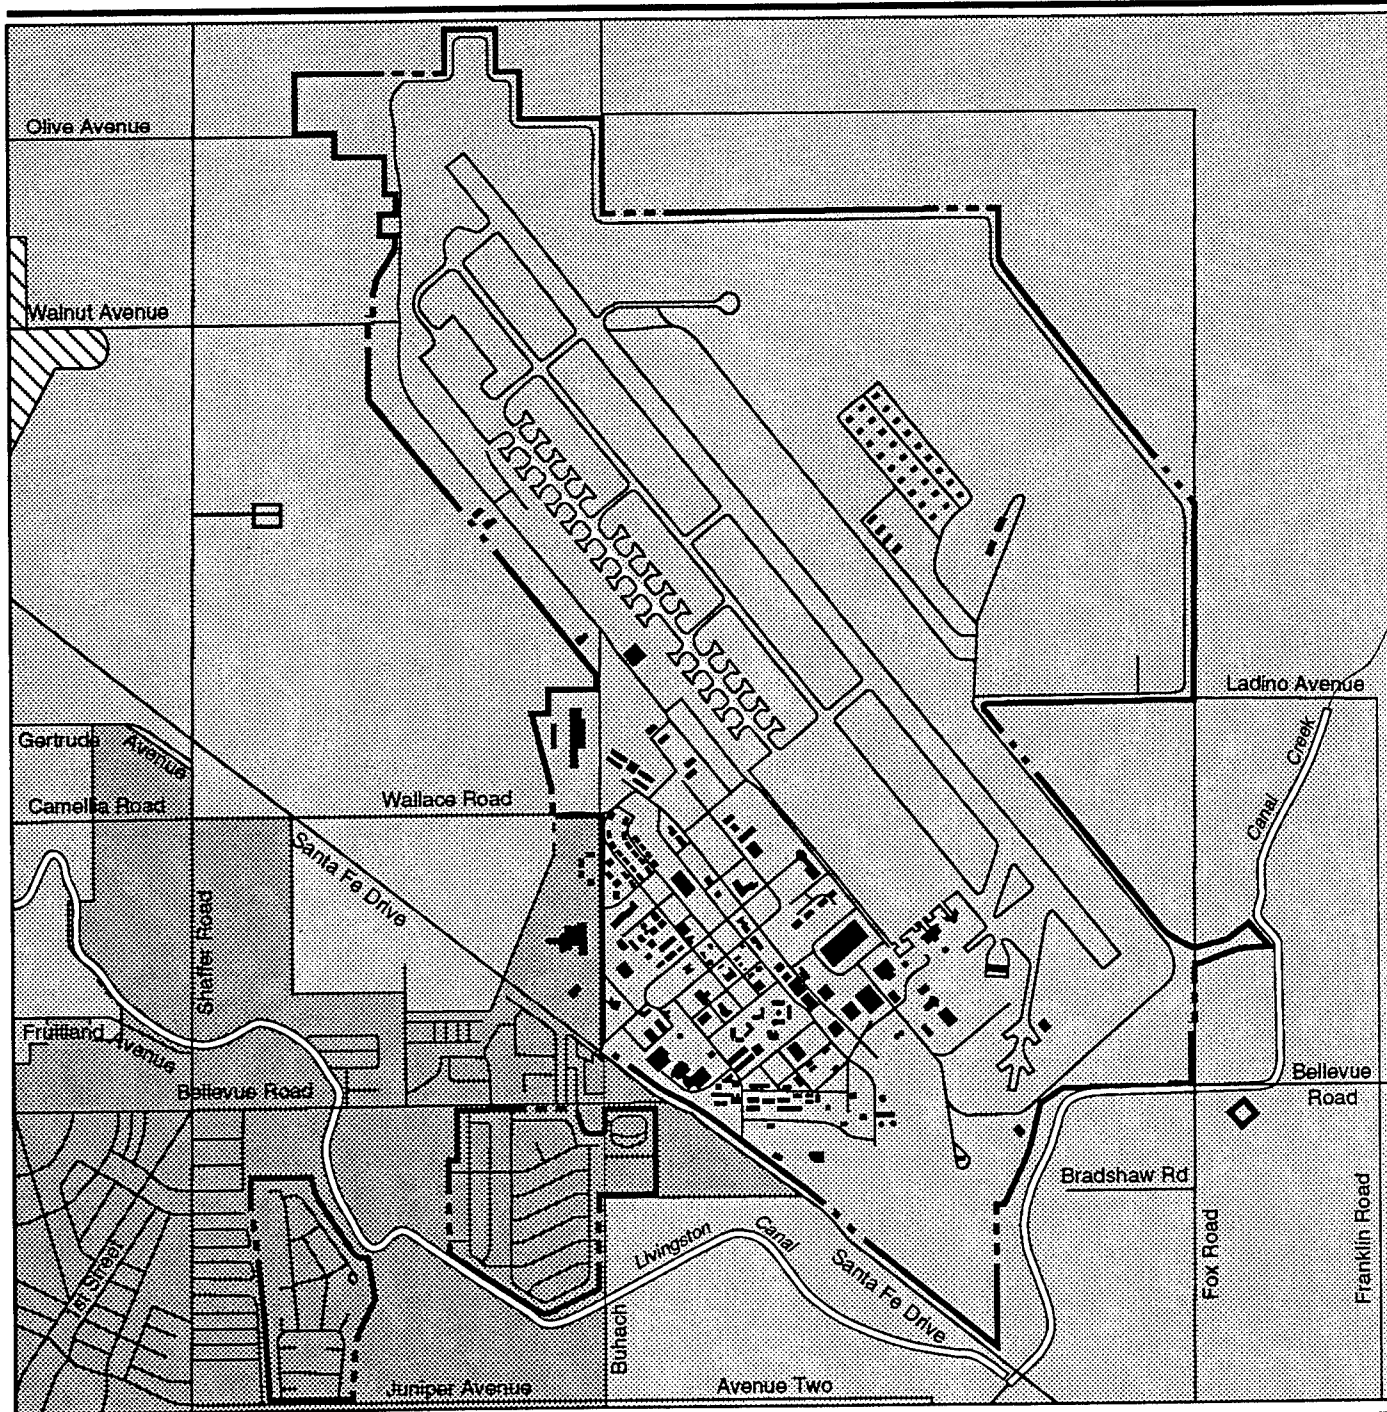 Olive Avenue
Walnut Avenue
Ladino Avenue
Gertrude Avenue
Camellia Road
Wallace Road
Canal Creek
Santa Fe Drive
Shaffer Road
Fruitland Avenue
Bellevue Road
Bellevue
Road
Bradshaw Rd
Livingston Canal
Santa Fe Drive
Fox Road
Franklin Road
1st Street
Buhach
Juniper Avenue
Avenue Two